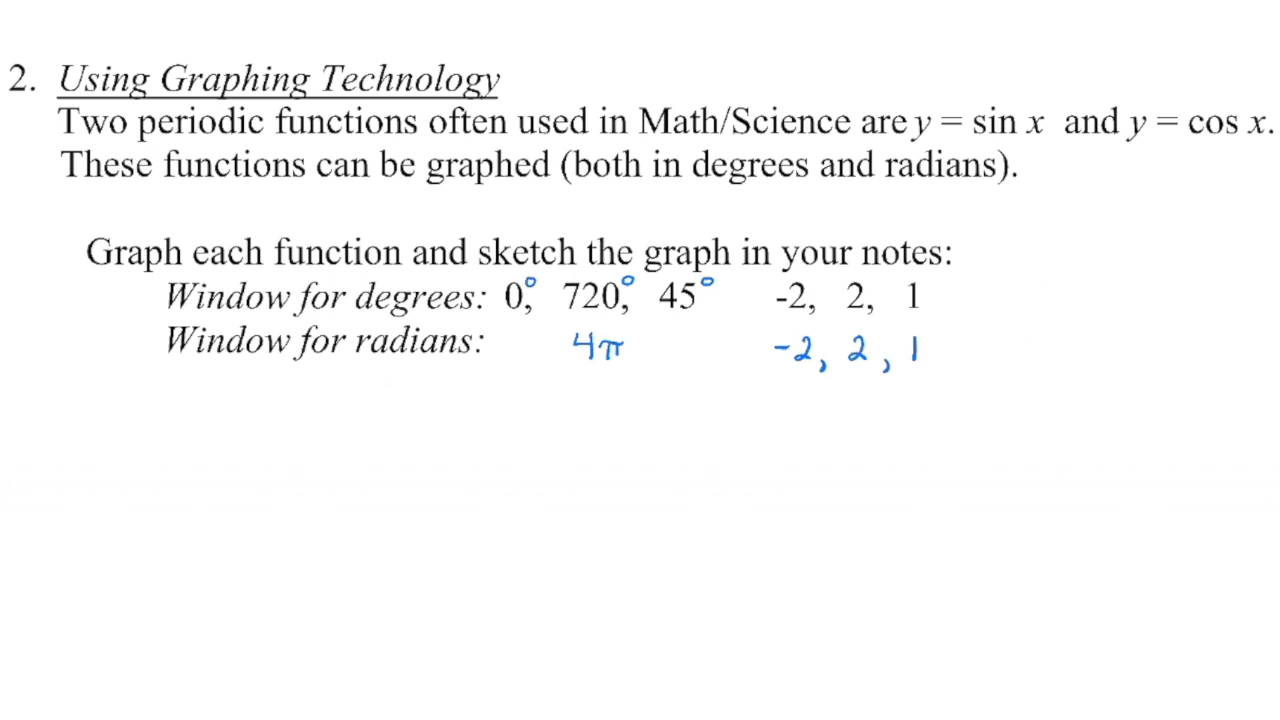 2. Using Graphing Technology
Two periodic functions often used in Math/Science are y = sin x and y = cos x.
These functions can be graphed (both in degrees and radians).
Graph each function and sketch the graph in your notes:
Window for degrees: 0°, 720°, 45° -2, 2, 1
Window for radians: 4π -2, 2, 1